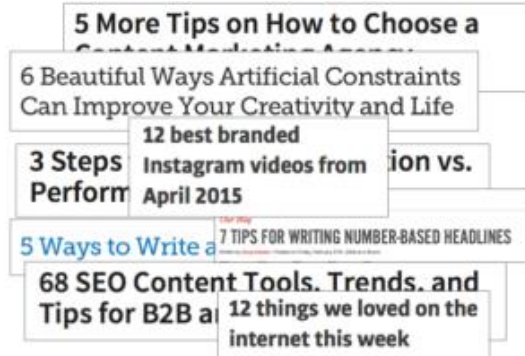 5 More Tips on How to Choose a
Content Marketing Agency
6 Beautiful Ways Artificial Constraints
Can Improve Your Creativity and Life
12 best branded
Instagram videos from
April 2015
3 Steps
ion vs.
Perform
7 TIPS FOR WRITING NUMBER-BASED HEADLINES
5 Ways to Write a
68 SEO Content Tools, Trends, and
Tips for B2B a
12 things we loved on the
internet this week